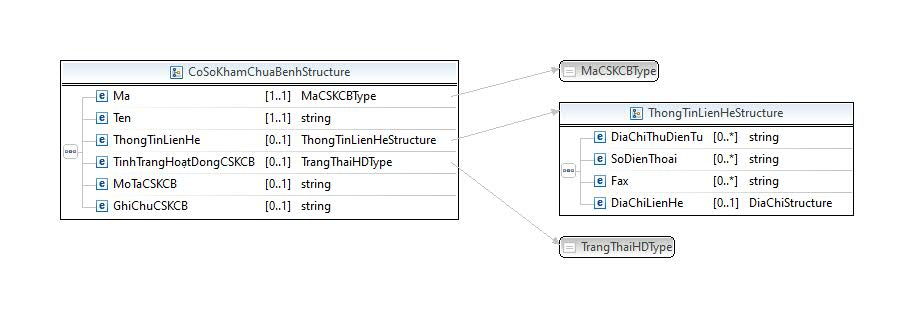 CoSoKhamChuaBenhStructure
Ma [1..1] MaCSKCBType
Ten [1..1] string
ThongTinLienHe [0..1] ThongTinLienHeStructure
TinhTrangHoạtDongCSKCB [0..1] TrangThaiHDType
MoTaCSKCB [0..1] string
GhiChuCSKCB [0..1] string
MaCSKCBType
ThongTinLienHeStructure
DiaChiThuDienTu [0..*] string
SoDienThoai [0..*] string
Fax [0..*] string
DiaChiLienHe [0..1] DiaChiStructure
TrangThaiHDType